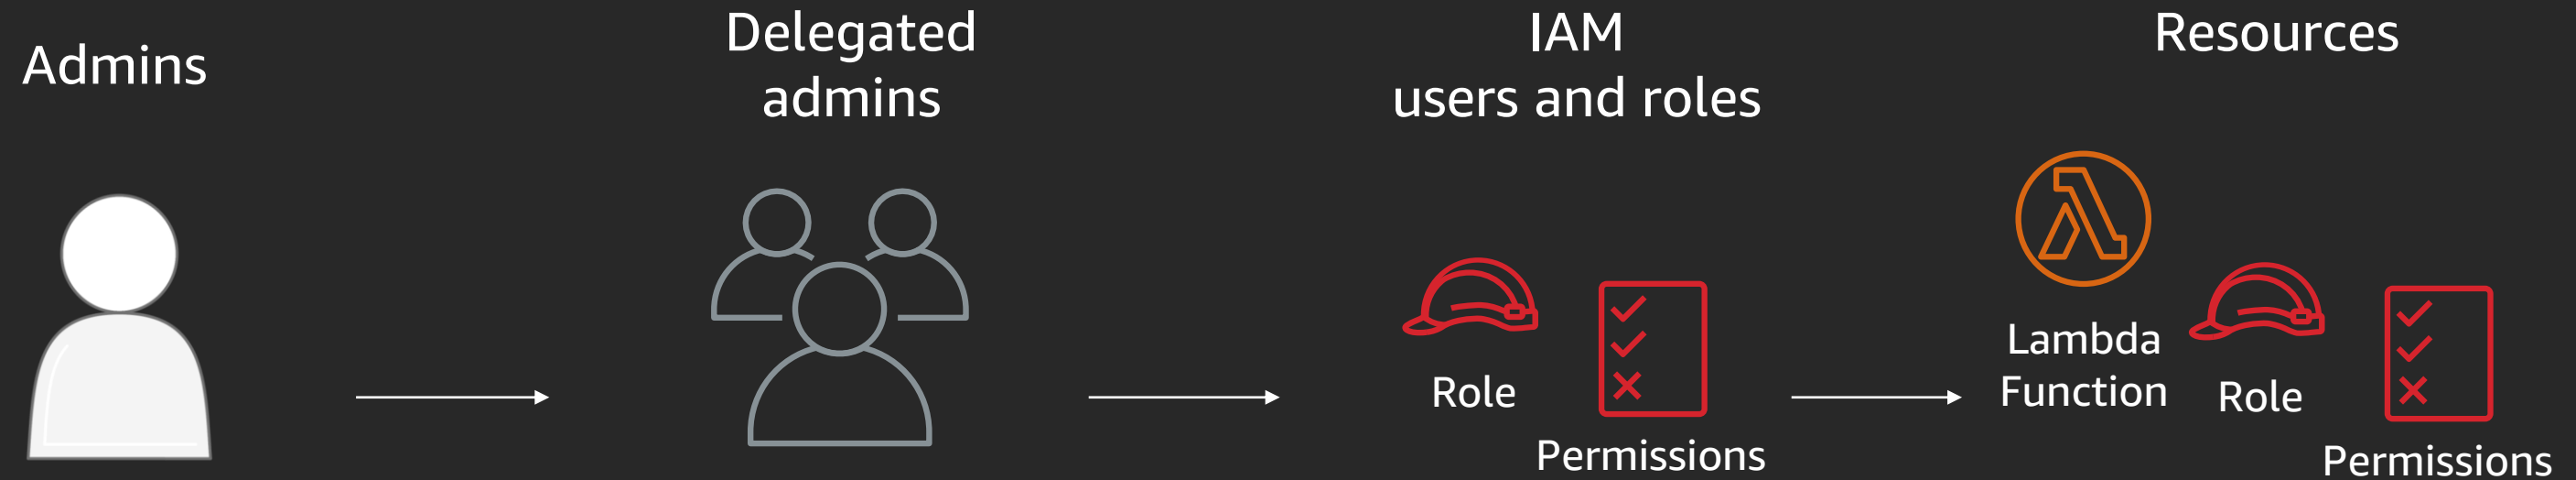 Admins
Delegated
admins
IAM
users and roles
Resources
Role
Permissions
Lambda
Function
Role
Permissions